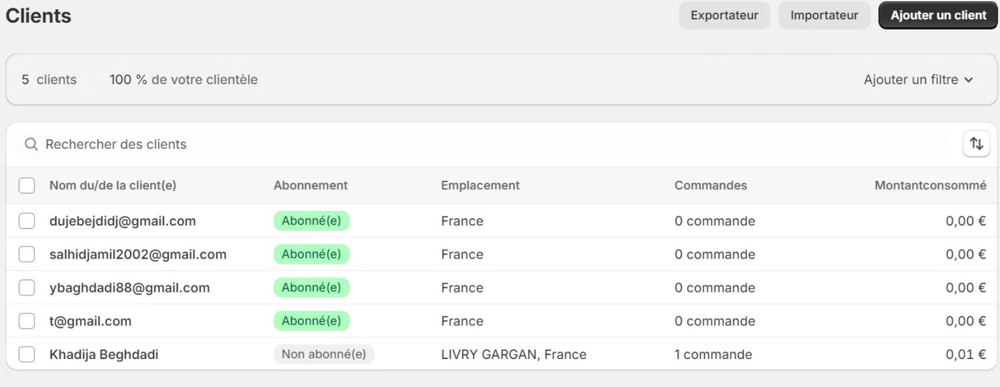 Clients
Exportateur Importateur Ajouter un client
5 clients 100 % de votre clientèle Ajouter un filtre
Rechercher des clients
Nom du/de la client(e) Abonnement Emplacement Commandes Montantconsommé
dujebejdidj@gmail.com Abonné(e) France 0 commande 0,00 €
salhidjamil2002@gmail.com Abonné(e) France 0 commande 0,00 €
ybaghdadi88@gmail.com Abonné(e) France 0 commande 0,00 €
t@gmail.com Abonné(e) France 0 commande 0,00 €
Khadija Beghdadi Non abonné(e) LIVRY GARGAN, France 1 commande 0,01 €